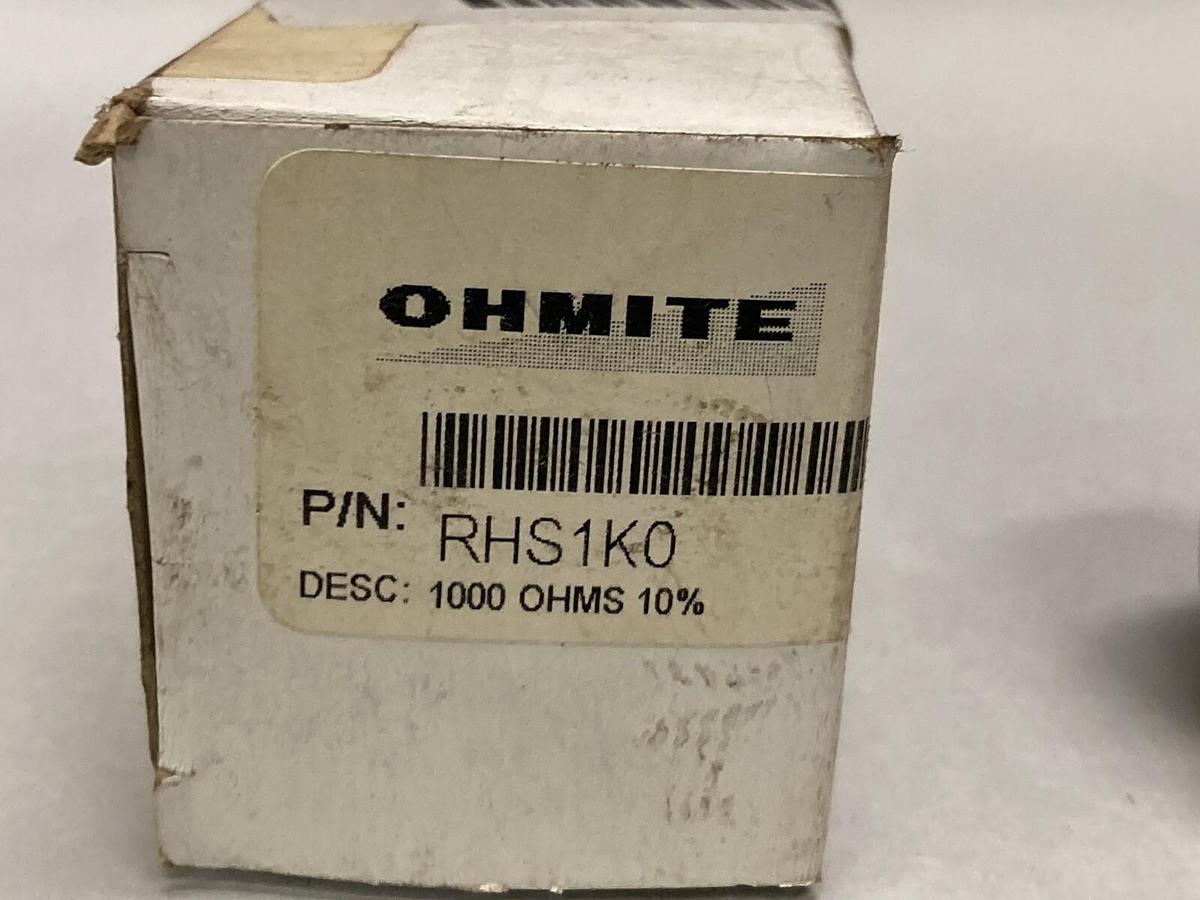 OHMITE
P/N: RHS1K0
DESC: 1000 OHMS 10%